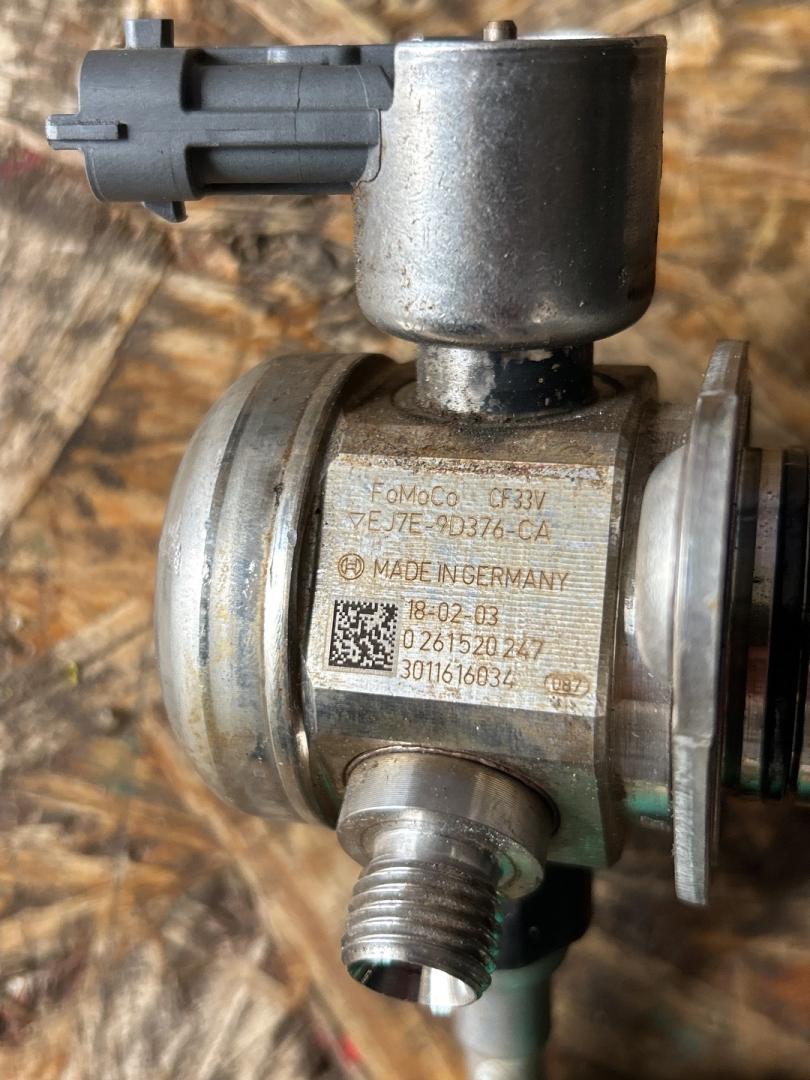 FoMoCo CF33V
▽EJ7E-9D376-CA
MADE IN GERMANY
18-02-03
0 261 520 247
3011616034 087